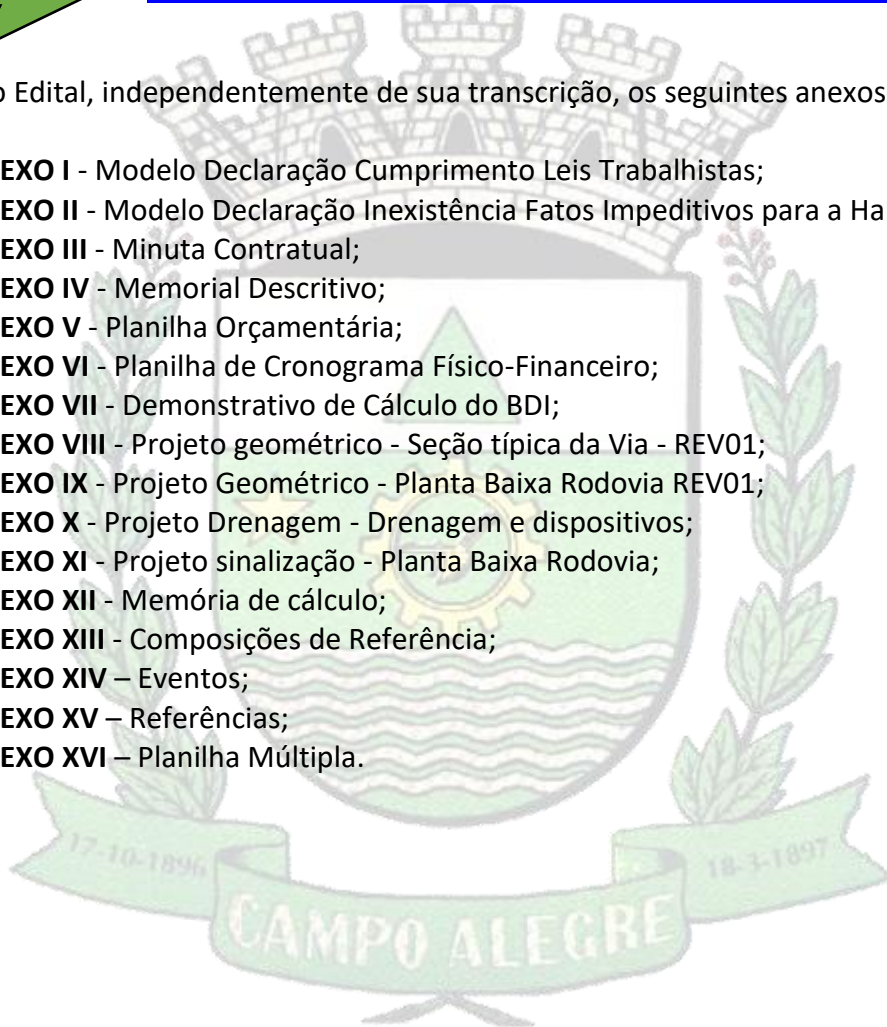 o Edital, independentemente de sua transcrição, os seguintes anexos
EXO I - Modelo Declaração Cumprimento Leis Trabalhistas;
EXO II - Modelo Declaração Inexistência Fatos Impeditivos para a Ha
EXO III - Minuta Contratual;
EXO IV - Memorial Descritivo;
EXO V - Planilha Orçamentária;
EXO VI - Planilha de Cronograma Físico-Financeiro;
EXO VII - Demonstrativo de Cálculo do BDI;
EXO VIII - Projeto geométrico - Seção típica da Via - REV01;
EXO IX - Projeto Geométrico - Planta Baixa Rodovia REV01;
EXO X - Projeto Drenagem - Drenagem e dispositivos;
EXO XI - Projeto sinalização - Planta Baixa Rodovia;
EXO XII - Memória de cálculo;
EXO XIII - Composições de Referência;
EXO XIV – Eventos;
EXO XV – Referências;
EXO XVI – Planilha Múltipla.
17-10-1896
18-3-1897
CAMPO ALEGRE